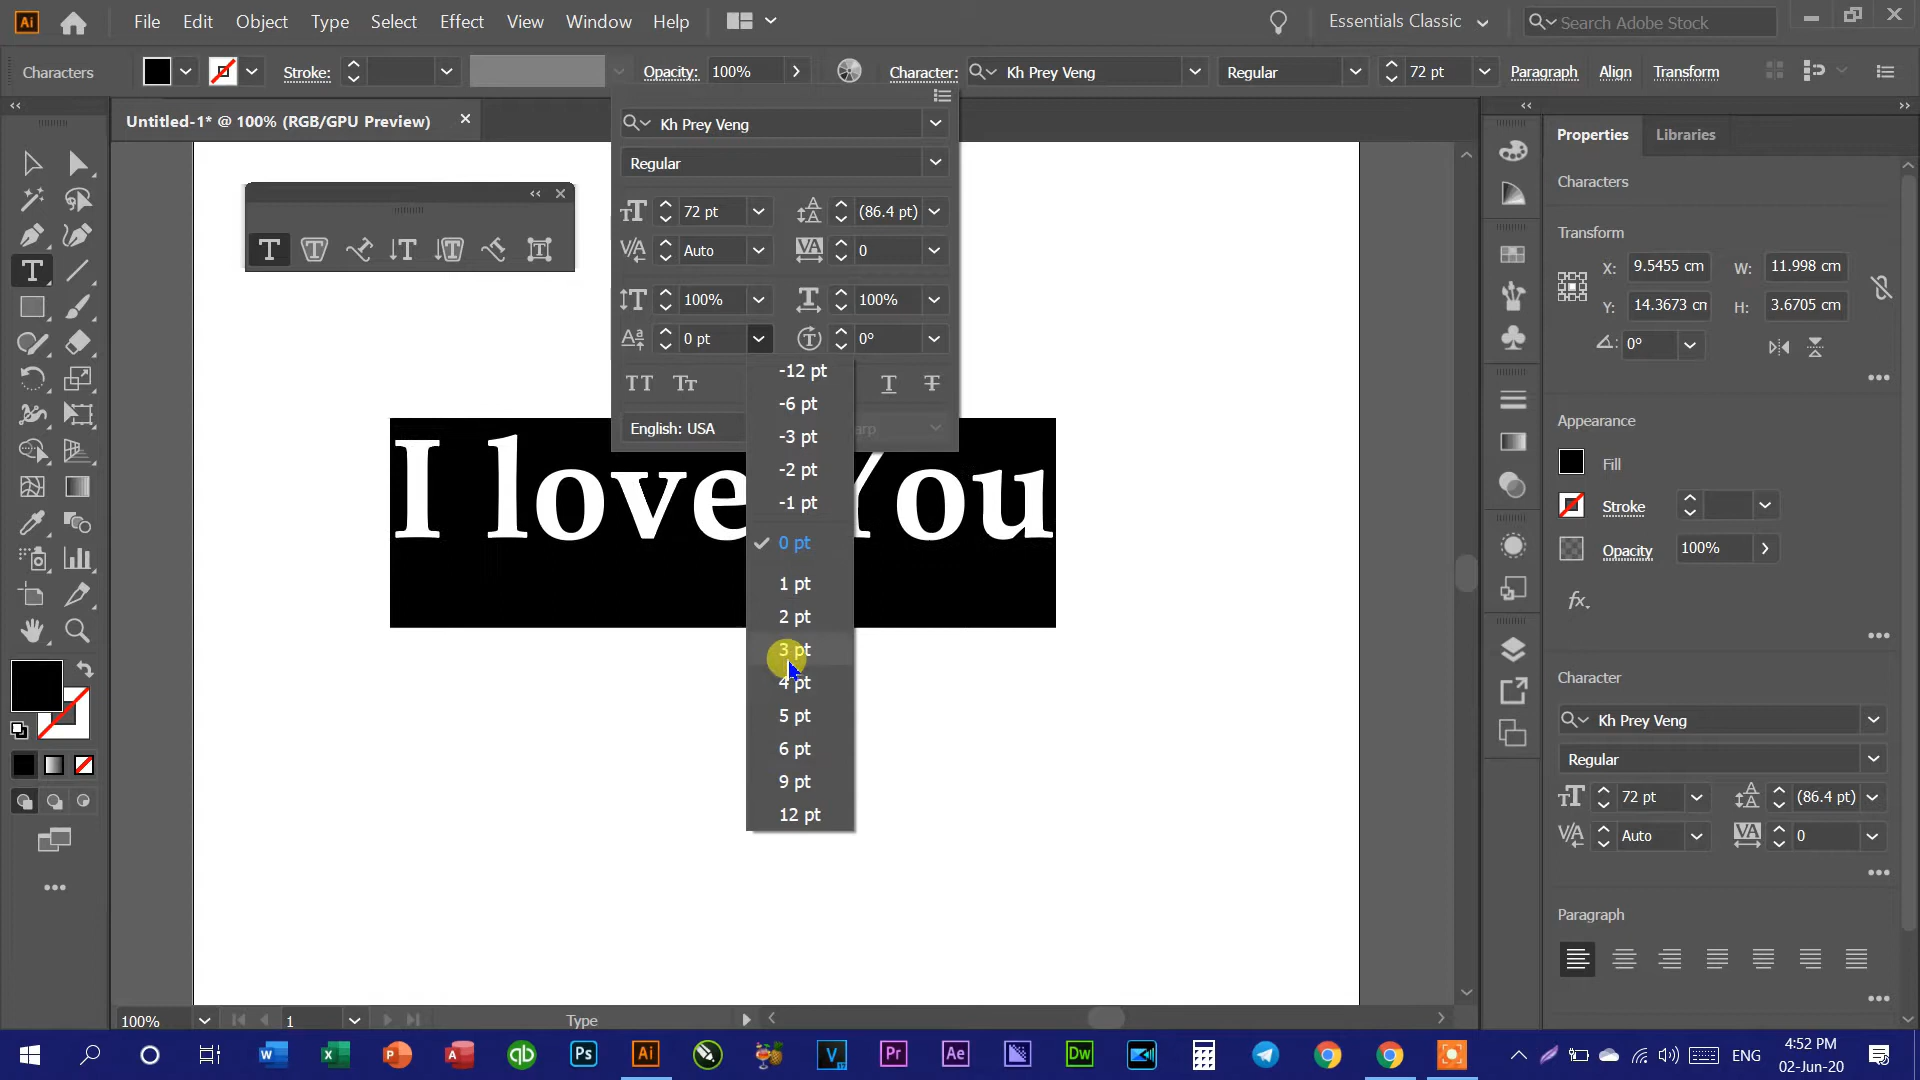 File Edit Object Type Select Effect View Window Help
Essentials Classic
Search Adobe Stock
Characters
Stroke:
Opacity: 100%
Character: Kh Prey Veng
Regular
72 pt
Paragraph Align Transform
Untitled-1* @ 100% (RGB/GPU Preview)
Kh Prey Veng
Regular
72 pt (86.4 pt)
Auto 0
100% 100%
0 pt 0°
English: USA
-12 pt
-6 pt
-3 pt
-2 pt
-1 pt
0 pt
1 pt
2 pt
3 pt
4 pt
5 pt
6 pt
9 pt
12 pt
I love You
Properties Libraries
Characters
Transform
X: 9.5455 cm W: 11.998 cm
Y: 14.3673 cm H: 3.6705 cm
0°
Appearance
Fill
Stroke
Opacity 100%
fx
Character
Kh Prey Veng
Regular
72 pt (86.4 pt)
Auto 0
Paragraph
100% 1 Type
ENG
4:52 PM
02-Jun-20